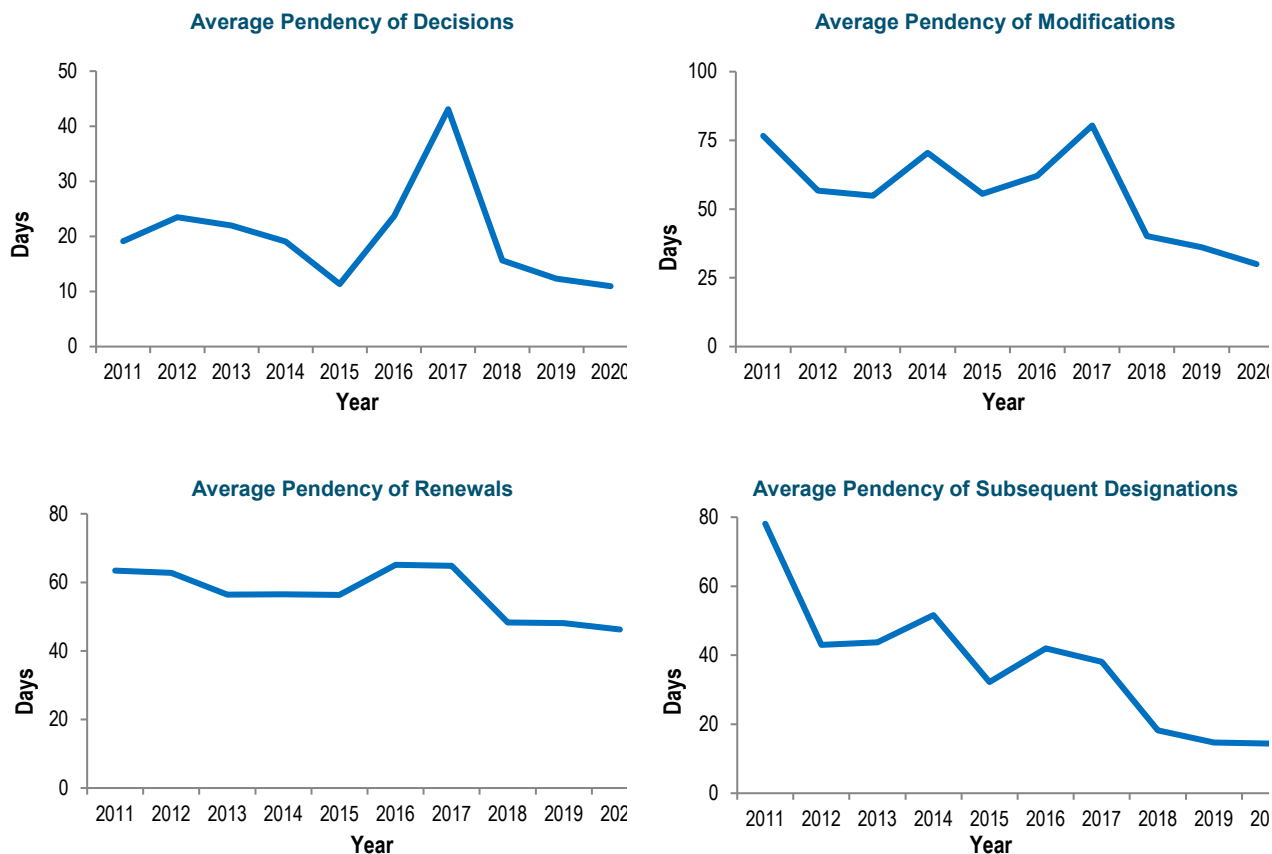 Average Pendency of Decisions
50
40
30
20
10
0
Days
2011 2012 2013 2014 2015 2016 2017 2018 2019 2020
Year
Average Pendency of Modifications
100
75
50
25
0
Days
2011 2012 2013 2014 2015 2016 2017 2018 2019 2020
Year
Average Pendency of Renewals
80
60
40
20
0
Days
2011 2012 2013 2014 2015 2016 2017 2018 2019 202
Year
Average Pendency of Subsequent Designations
80
60
40
20
0
Days
2011 2012 2013 2014 2015 2016 2017 2018 2019 20
Year